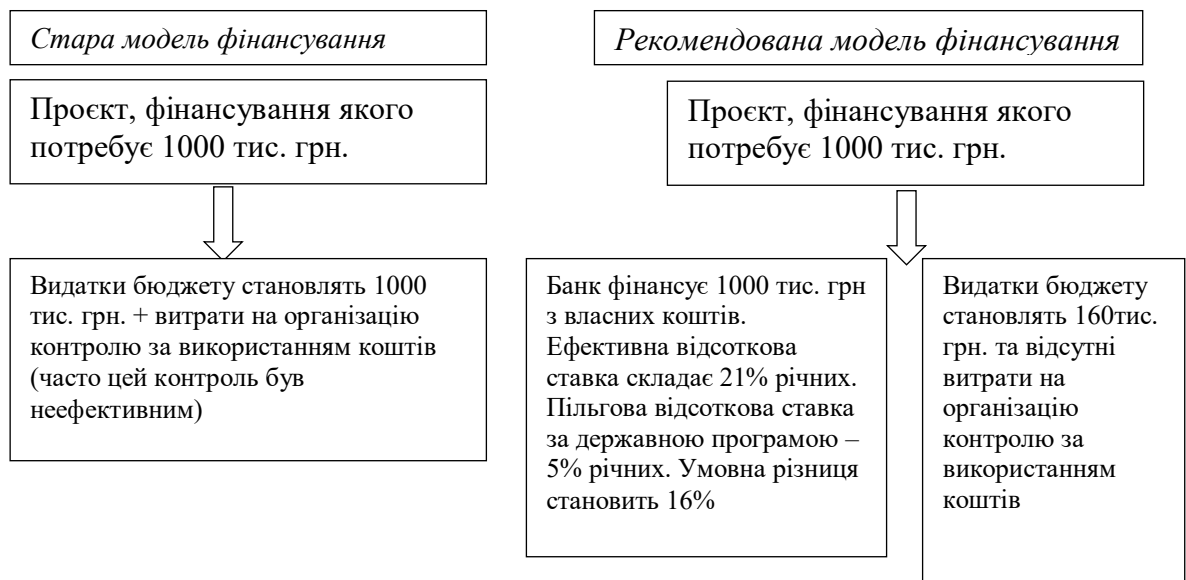 Стара модель фінансування
Рекомендована модель фінансування
Проєкт, фінансування якого
потребує 1000 тис. грн.
Проєкт, фінансування якого
потребує 1000 тис. грн.
Видатки бюджету становлять 1000
тис. грн. + витрати на організацію
контролю за використанням коштів
(часто цей контроль був
неефективним)
Банк фінансує 1000 тис. грн
з власних коштів.
Ефективна відсоткова
ставка складає 21% річних.
Пільгова відсоткова ставка
за державною програмою –
5% річних. Умовна різниця
становить 16%
Видатки бюджету
становлять 160тис.
грн. та відсутні
витрати на
організацію
контролю за
використанням
коштів